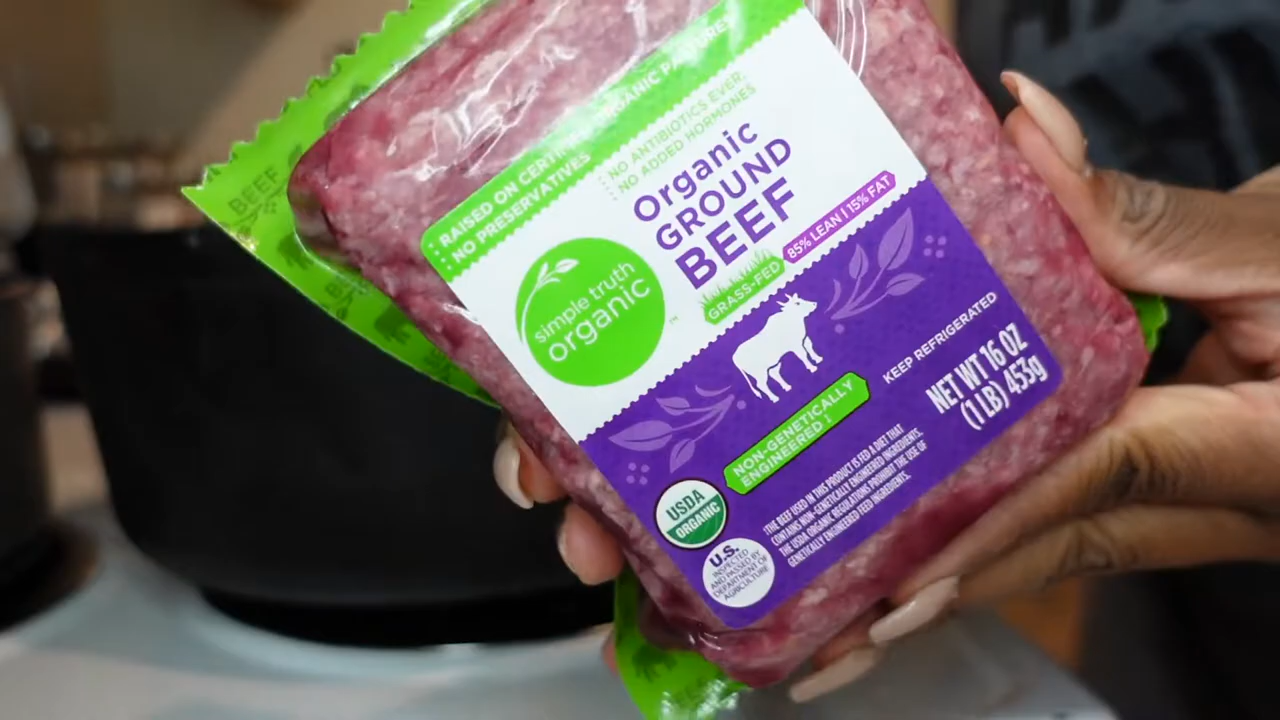 RAISED ON CERTIFIED ORGANIC PASTURES
NO PRESERVATIVES
NO ANTIBIOTICS EVER.
NO ADDED HORMONES
Organic
GROUND
BEEF
85% LEAN | 15% FAT
GRASS-FED
simple truth
organic
™
KEEP REFRIGERATED
NET WT 16 OZ
(1 LB) 453g
NON-GENETICALLY
ENGINEERED
USDA
ORGANIC
THE BEEF USED IN THIS PRODUCT IS FED A DIET THAT
CONTAINS NON-GENETICALLY ENGINEERED INGREDIENTS.
THE USDA ORGANIC REGULATIONS PROHIBIT THE USE OF
GENETICALLY ENGINEERED FEED INGREDIENTS.
U.S.
INSPECTED
AND PASSED BY
DEPARTMENT OF
AGRICULTURE
BEEF
BEEF